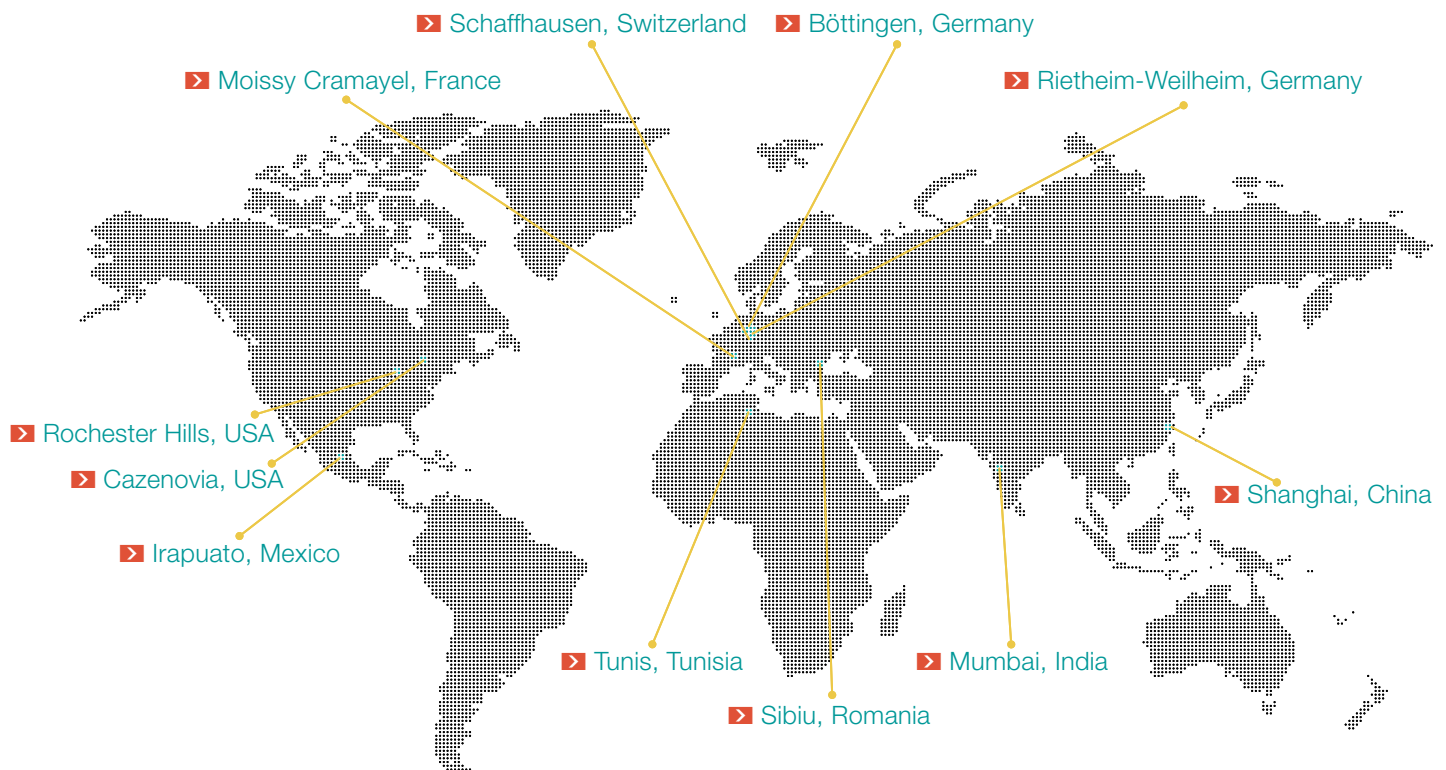 Schaffhausen, Switzerland
Böttingen, Germany
Moissy Cramayel, France
Rietheim-Weilheim, Germany
Rochester Hills, USA
Cazenovia, USA
Shanghai, China
Irapuato, Mexico
Tunis, Tunisia
Mumbai, India
Sibiu, Romania